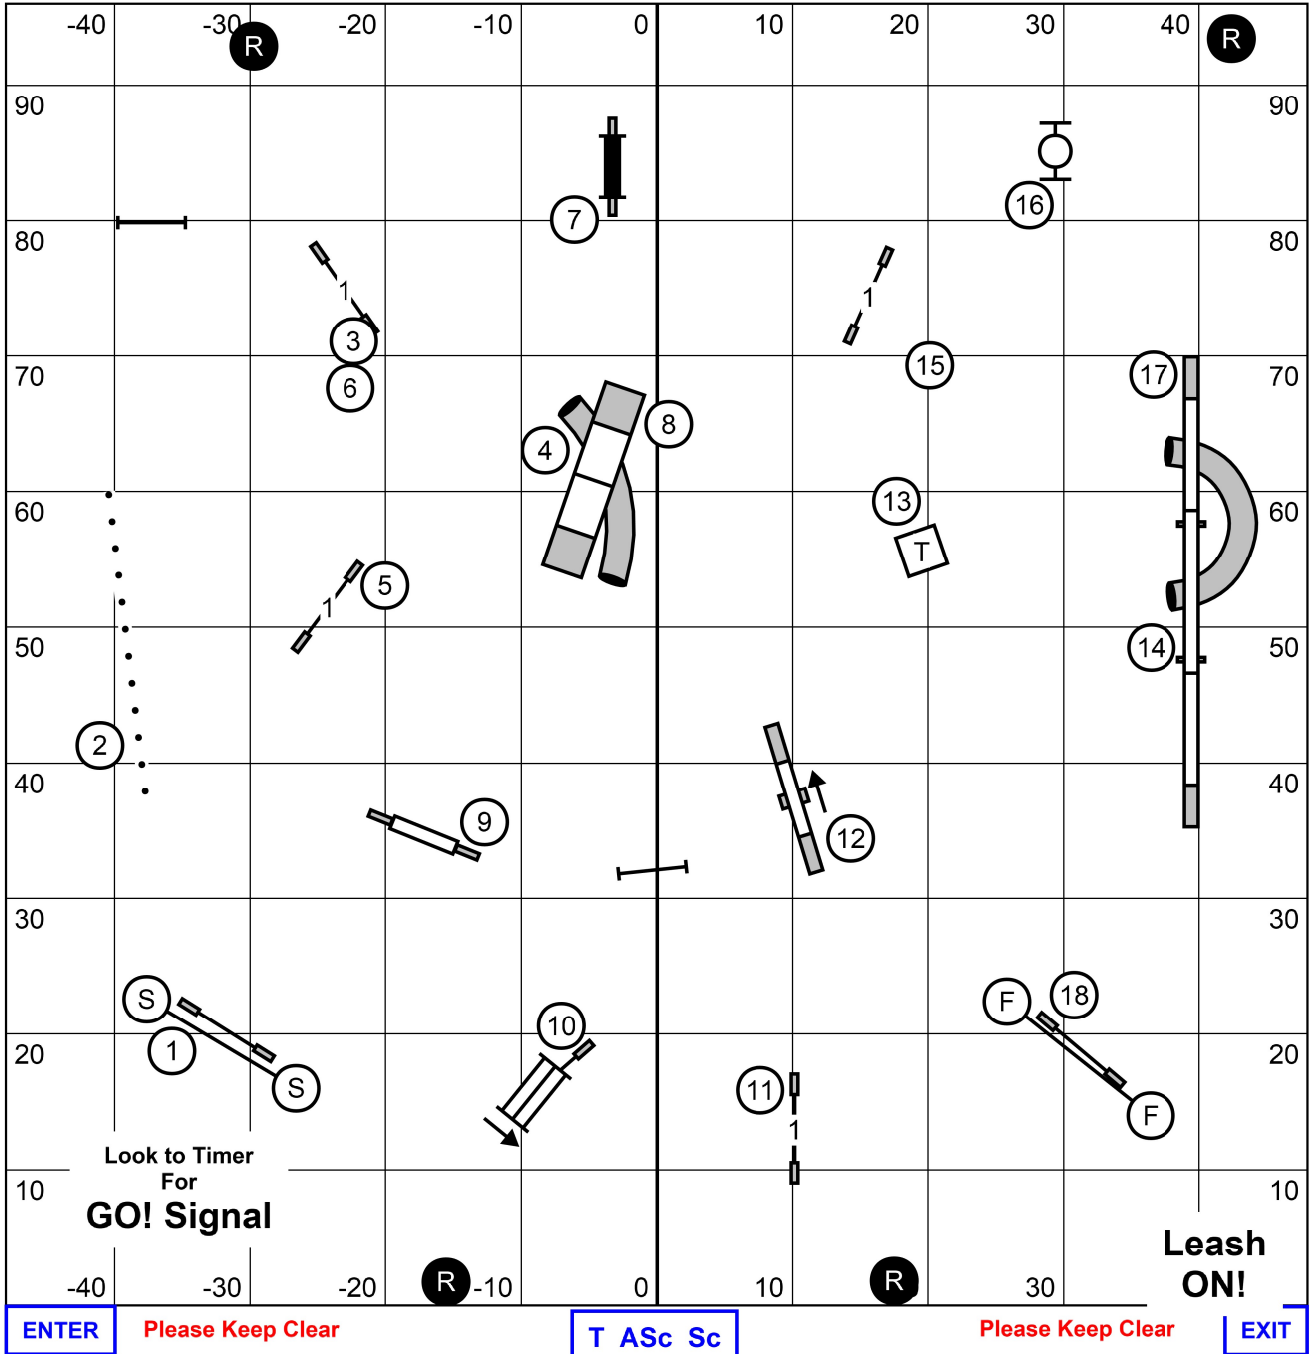 -40 -30 -20 -10 0 10 20 30 40
R R
90 90
16
7
80 80
1 1
3
15
70 17 70
6
8
4
13
60 60
T
5
1
50 14 50
2
40 40
9
12
30 30
S F 18
10
1 20 20
S
11
F
1
Look to Timer
For
10 10
GO! Signal
Leash
ON!
-40 R -30 -20 -10 0 10 R 30
ENTER Please Keep Clear T ASc Sc Please Keep Clear EXIT